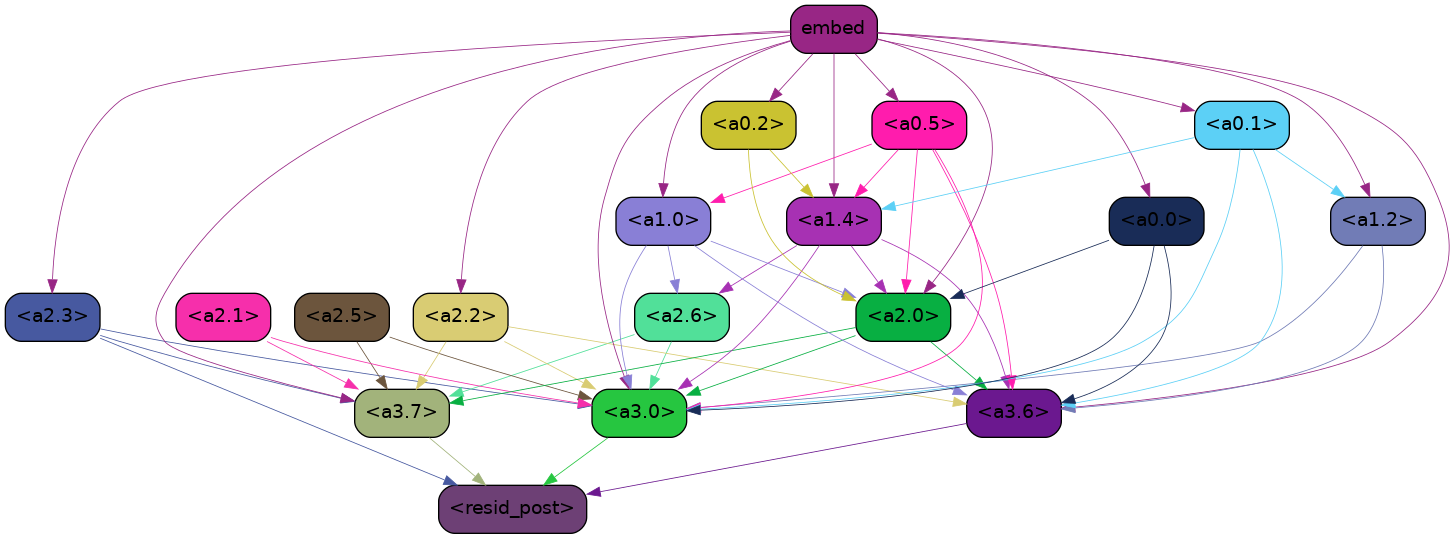 embed
<a0.2>
<a0.5>
<a0.1>
<a1.0>
<a1.4>
<a0.0>
<a1.2>
<a2.3>
<a2.1>
<a2.5>
<a2.2>
<a2.6>
<a2.0>
<a3.7>
<a3.0>
<a3.6>
<resid_post>